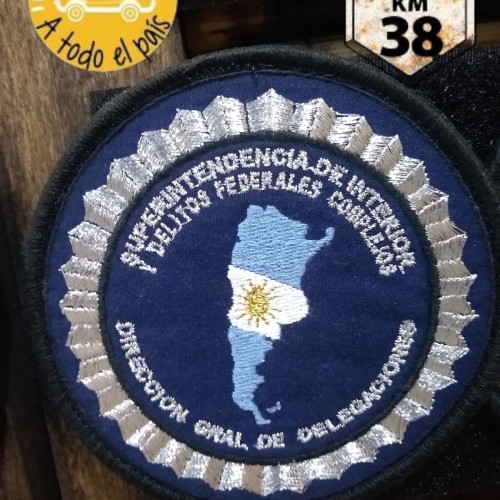 A todo el país
KM
38
SUPERINTENDENCIA DE INTERIOR
Y DELITOS FEDERALES COMPLEJOS
DIRECCION GRAL DE DELEGACIONES